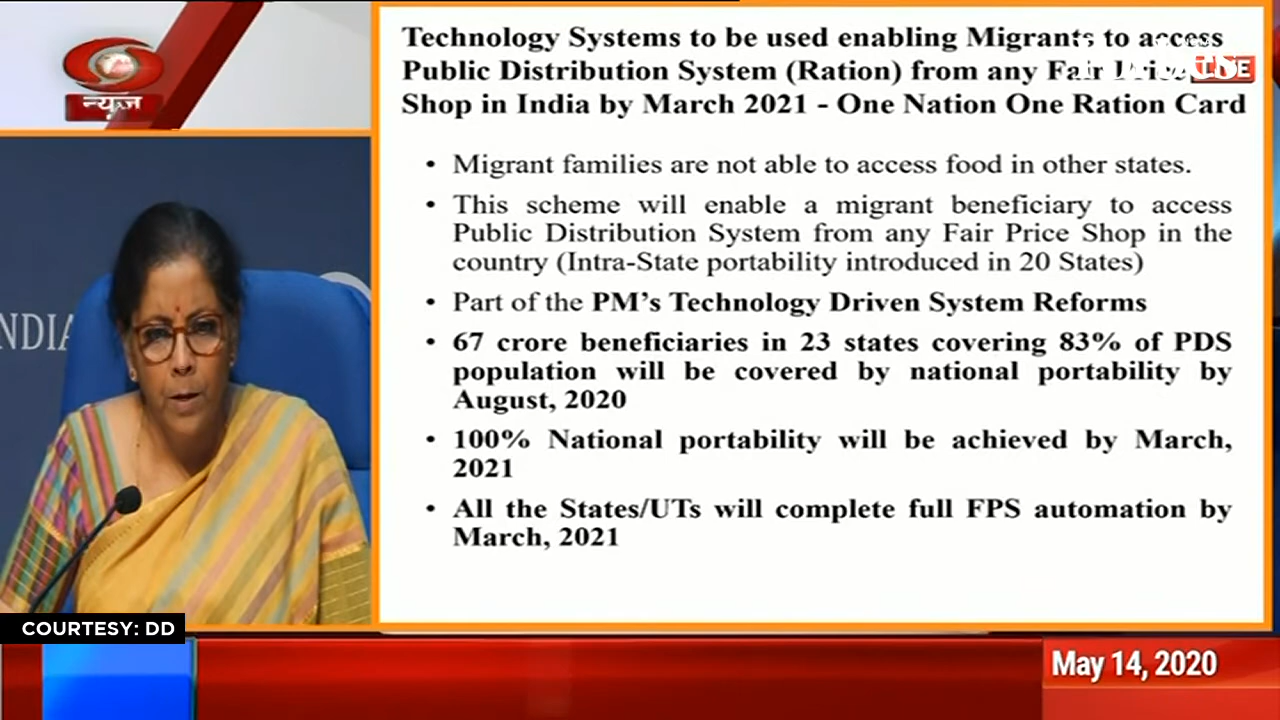 न्यूज़
NDIA
Technology Systems to be used enabling Migrants to access
Public Distribution System (Ration) from any Fair Price
Shop in India by March 2021 - One Nation One Ration Card
• Migrant families are not able to access food in other states.
• This scheme will enable a migrant beneficiary to access
Public Distribution System from any Fair Price Shop in the
country (Intra-State portability introduced in 20 States)
• Part of the PM’s Technology Driven System Reforms
• 67 crore beneficiaries in 23 states covering 83% of PDS
population will be covered by national portability by
August, 2020
• 100% National portability will be achieved by March,
2021
• All the States/UTs will complete full FPS automation by
March, 2021
COURTESY: DD
May 14, 2020